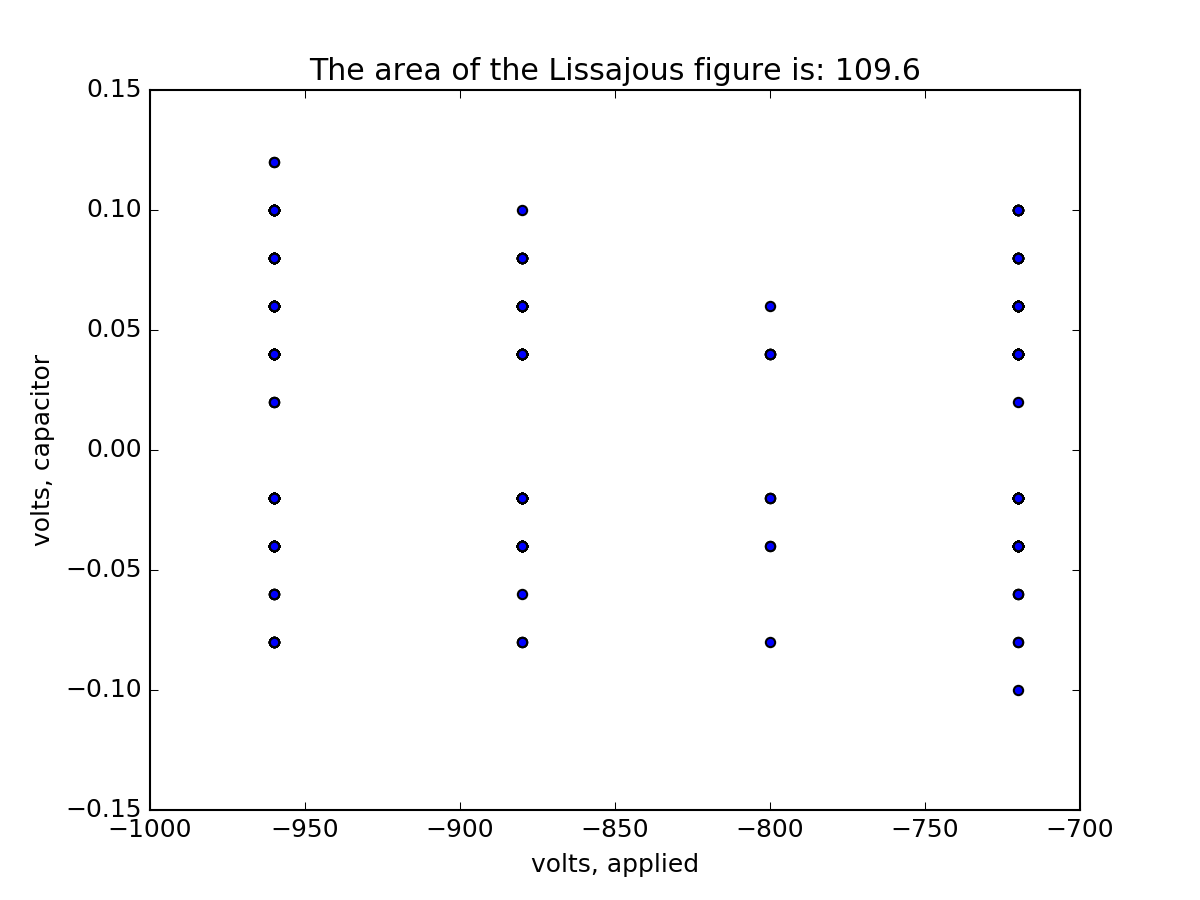 The area of the Lissajous figure is: 109.6
0.15
0.10
0.05
0.00
−0.05
−0.10
−0.15
volts, capacitor
−1000 −950 −900 −850 −800 −750 −700
volts, applied